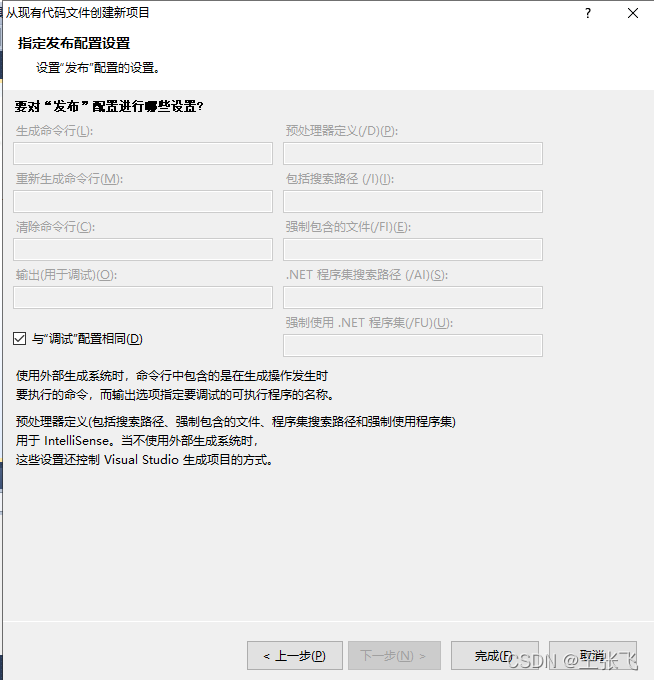 从现有代码文件创建新项目
?
指定发布配置设置
设置“发布”配置的设置。
要对“发布”配置进行哪些设置?
生成命令行(L):
预处理器定义(/D)(P):
重新生成命令行(M):
包括搜索路径 (/I)(I):
清除命令行(C):
强制包含的文件(/FI)(E):
输出(用于调试)(O):
.NET 程序集搜索路径 (/AI)(S):
强制使用 .NET 程序集(/FU)(U):
与“调试”配置相同(D)
使用外部生成系统时，命令行中包含的是在生成操作发生时
要执行的命令，而输出选项指定要调试的可执行程序的名称。
预处理器定义(包括搜索路径、强制包含的文件、程序集搜索路径和强制使用程序集)
用于 IntelliSense。当不使用外部生成系统时，
这些设置还控制 Visual Studio 生成项目的方式。
< 上一步(P)
下一步(N) >
完成(F)
取消
CSDN @王张飞